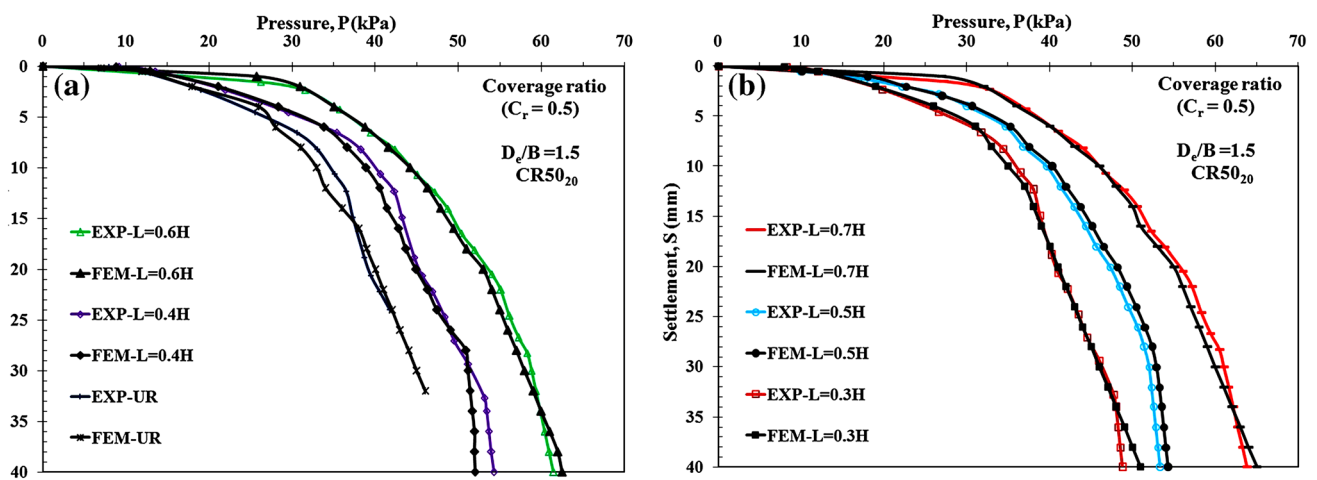 Pressure, P (kPa)
0 10 20 30 40 50 60 70
0
5
10
15
20
25
30
35
40
(a)
Coverage ratio
(Cr = 0.5)
De/B =1.5
CR5020
EXP-L=0.6H
FEM-L=0.6H
EXP-L=0.4H
FEM-L=0.4H
EXP-UR
FEM-UR
Pressure, P (kPa)
0 10 20 30 40 50 60 70
Settlement, S (mm)
0
5
10
15
20
25
30
35
40
(b)
Coverage ratio
(Cr = 0.5)
De/B =1.5
CR5020
EXP-L=0.7H
FEM-L=0.7H
EXP-L=0.5H
FEM-L=0.5H
EXP-L=0.3H
FEM-L=0.3H